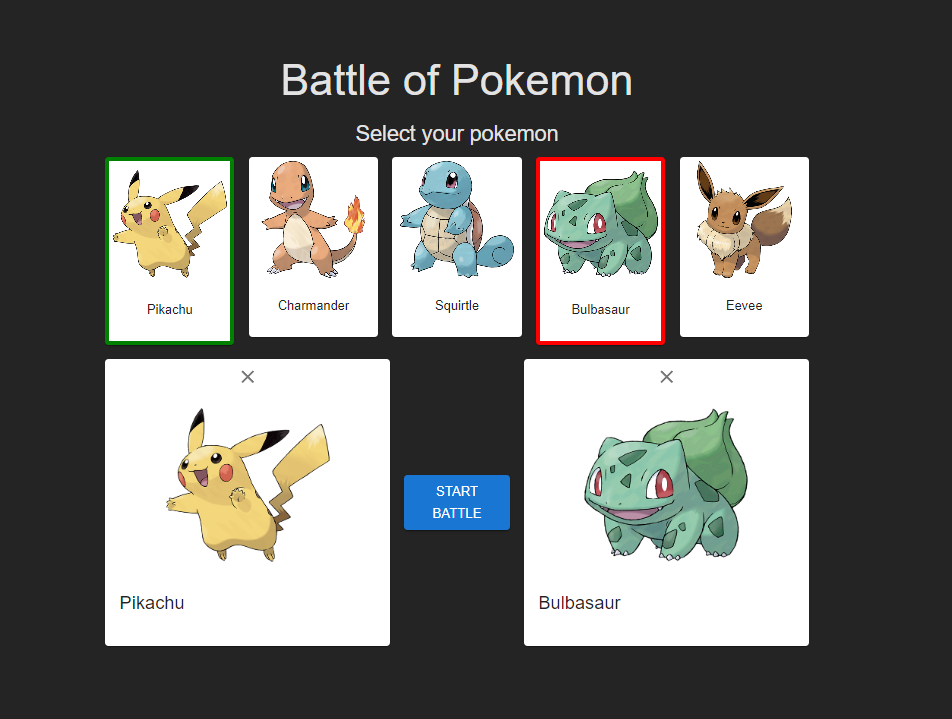 Battle of Pokemon
Select your pokemon
Pikachu
Charmander
Squirtle
Bulbasaur
Eevee
START
BATTLE
Pikachu
Bulbasaur